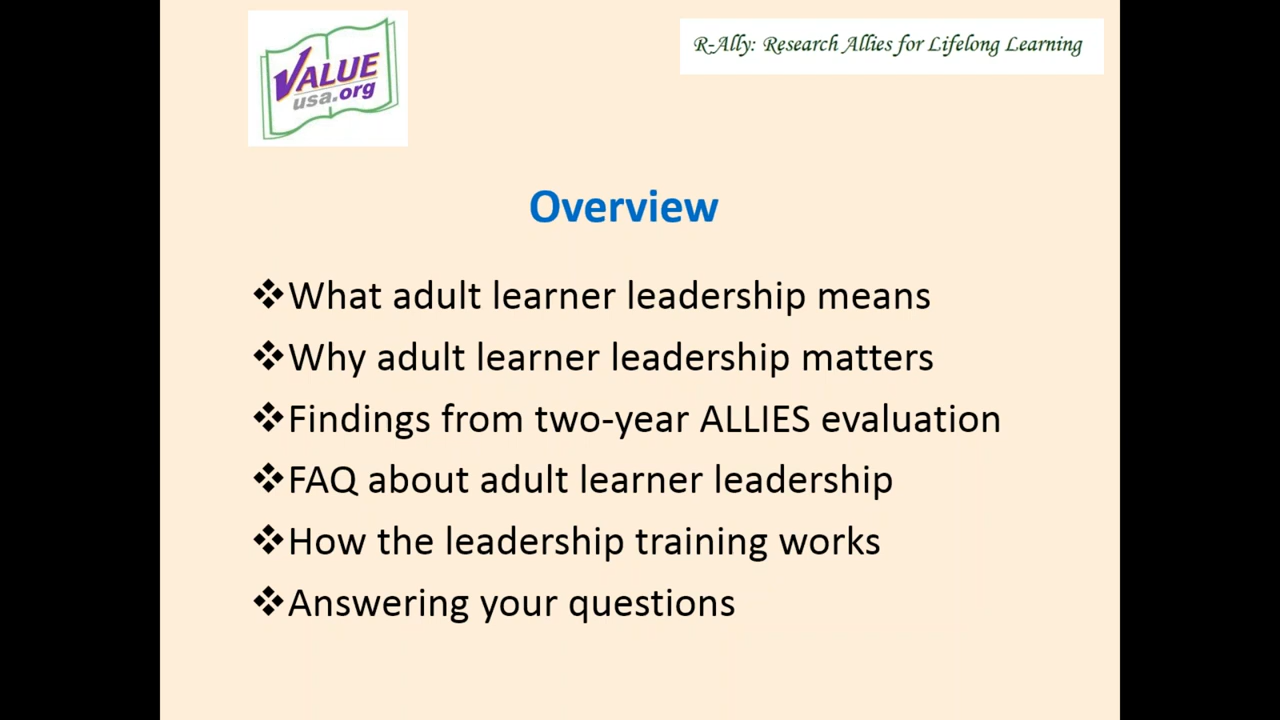 VALUE
usa.org
R-Ally: Research Allies for Lifelong Learning
Overview
❖What adult learner leadership means
❖Why adult learner leadership matters
❖Findings from two-year ALLIES evaluation
❖FAQ about adult learner leadership
❖How the leadership training works
❖Answering your questions